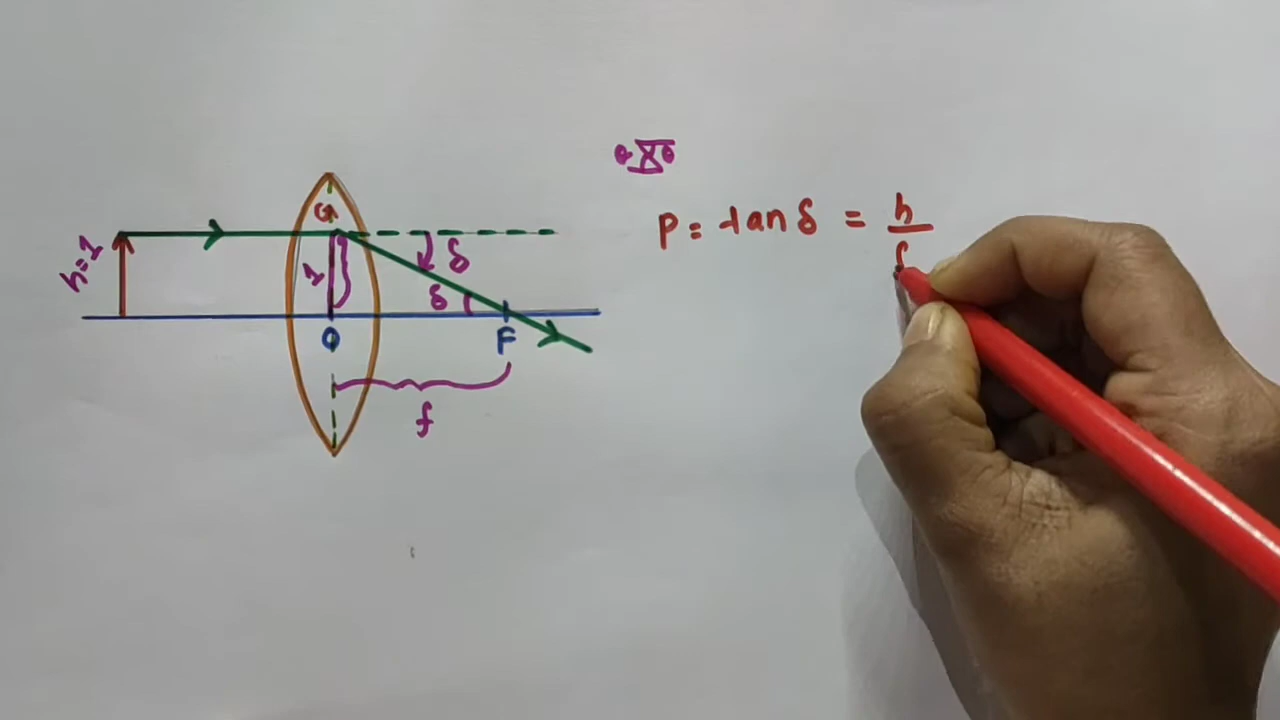 P = tan δ = h / f
G
h=1
1
δ
δ
O
F
f